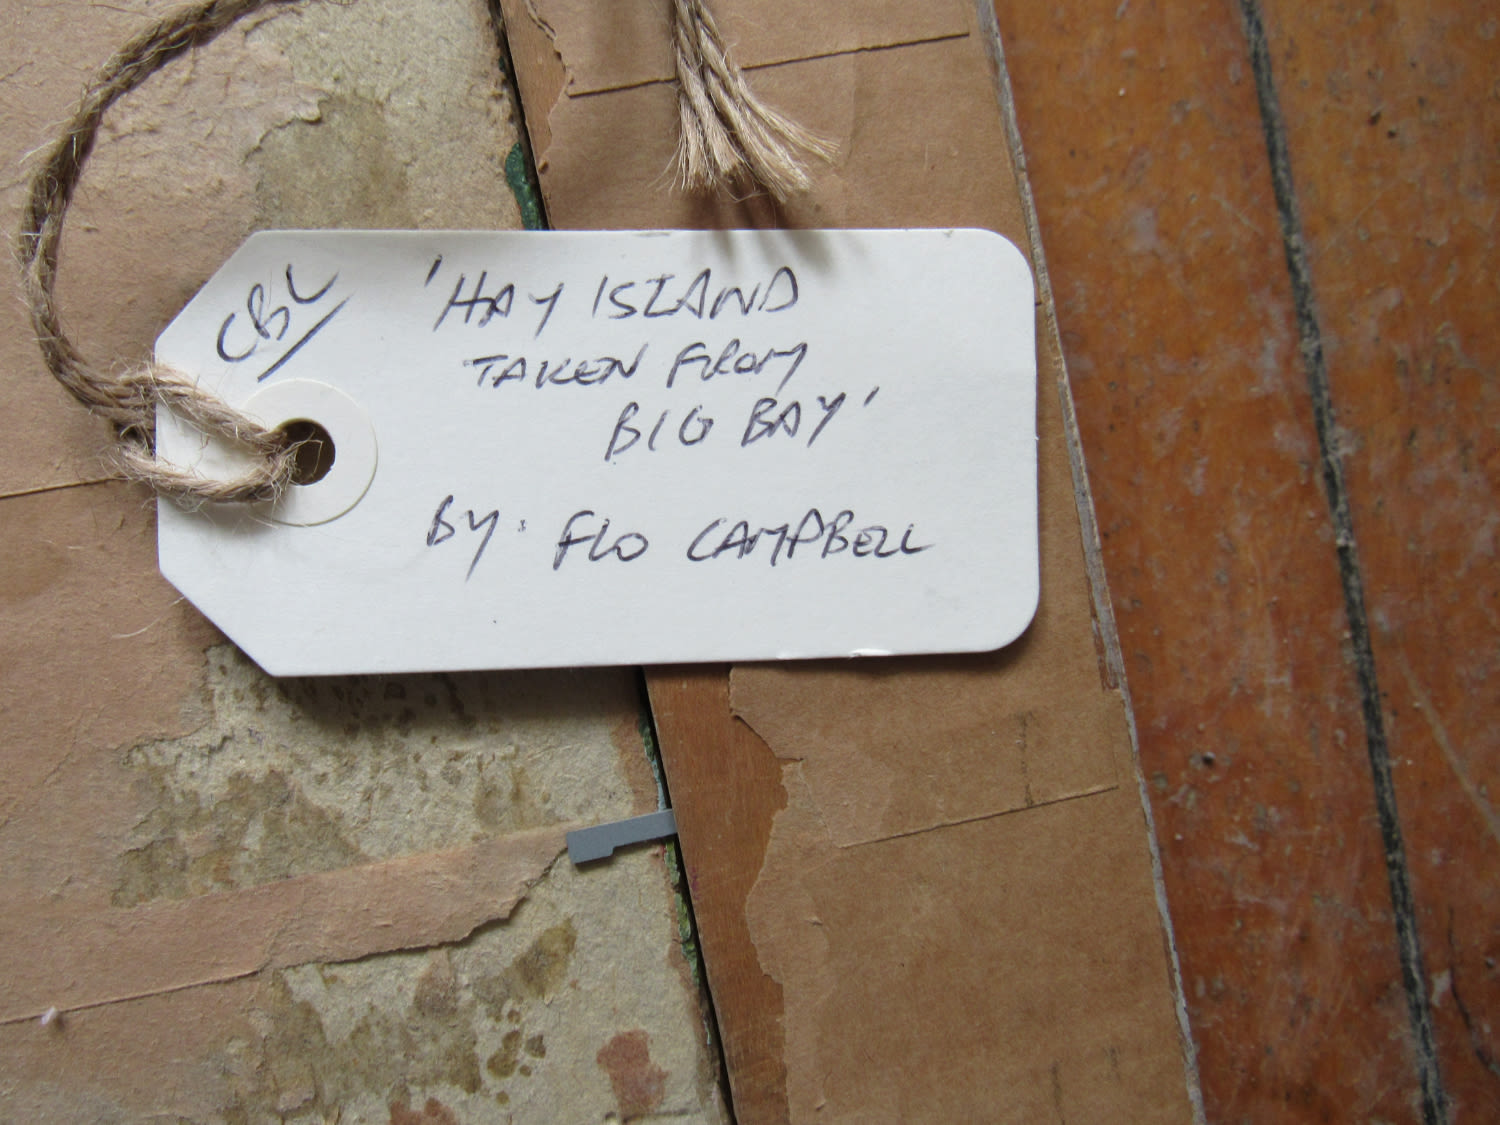 CBL
'HAY ISLAND
TAKEN FROM
BIG BAY'
BY: FLO CAMPBELL